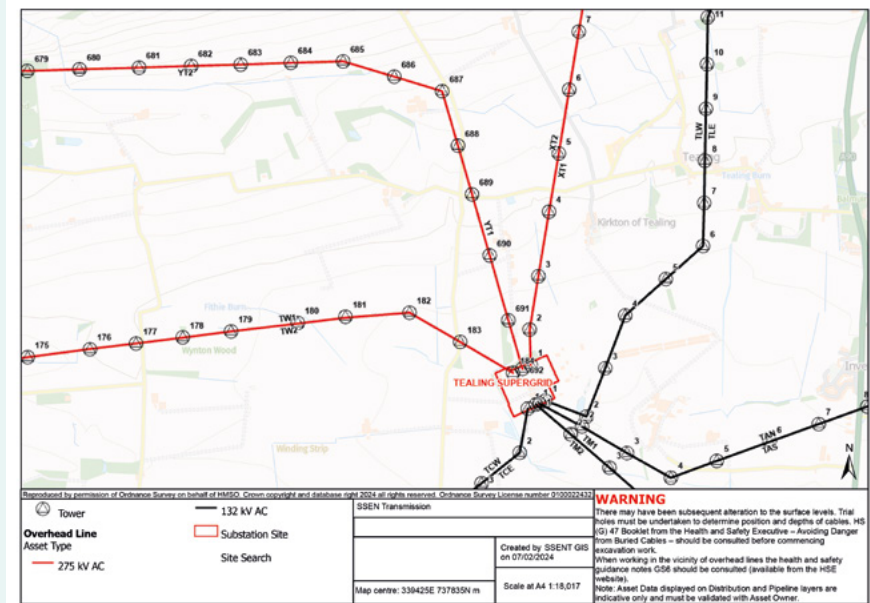 11
7
10
679
680
681
682
683
684
685
YT2
686
6
687
9
TLW
TLE
688
XT2
XT1
5
8
Tealing
Tealing Burn
689
7
4
Kirkton of Tealing
YT1
690
6
3
5
Fithie Burn
180
181
182
691
2
4
175
176
177
178
179
TW1
TW2
183
Wynton Wood
184
1
692
3
TEALING SUPERGRID
1
2
2
TM1
TM2
TAN
TAS
6
7
8
Winding Strip
2
3
3
4
5
TCW
TCE
N
Reproduced by permission of Ordnance Survey on behalf of HMSO. Crown copyright and database right 2024 all rights reserved. Ordnance Survey License number 0100022432
Tower
Overhead Line
Asset Type
275 kV AC
132 kV AC
Substation Site
Site Search
SSEN Transmission
Created by SSENT GIS
on 07/02/2024
Map centre: 339425E 737835N m
Scale at A4 1:18,017
WARNING
There may have been subsequent alteration to the surface levels. Trial
holes must be undertaken to determine position and depths of cables. HS
(G) 47 Booklet from the Health and Safety Executive – Avoiding Danger
from Buried Cables – should be consulted before commencing
excavation work.
When working in the vicinity of overhead lines the health and safety
guidance notes GS6 should be consulted (available from the HSE
website).
Note: Asset Data displayed on Distribution and Pipeline layers are
indicative only and must be validated with Asset Owner.